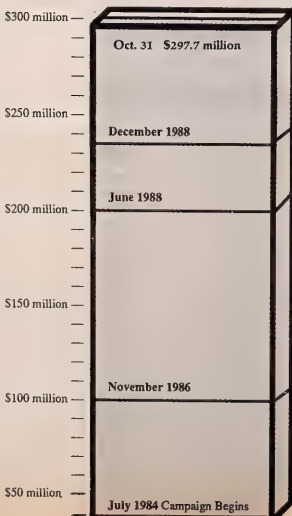 $300 million
Oct. 31 $297.7 million
$250 million
December 1988
June 1988
$200 million
$150 million
November 1986
$100 million
$50 million
July 1984 Campaign Begins